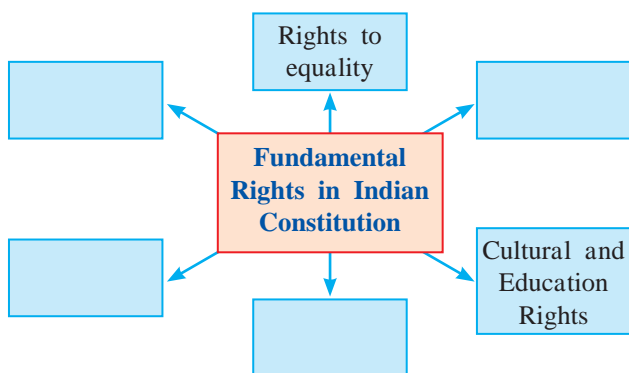 Rights to
equality
Fundamental
Rights in Indian
Constitution
Cultural and
Education
Rights